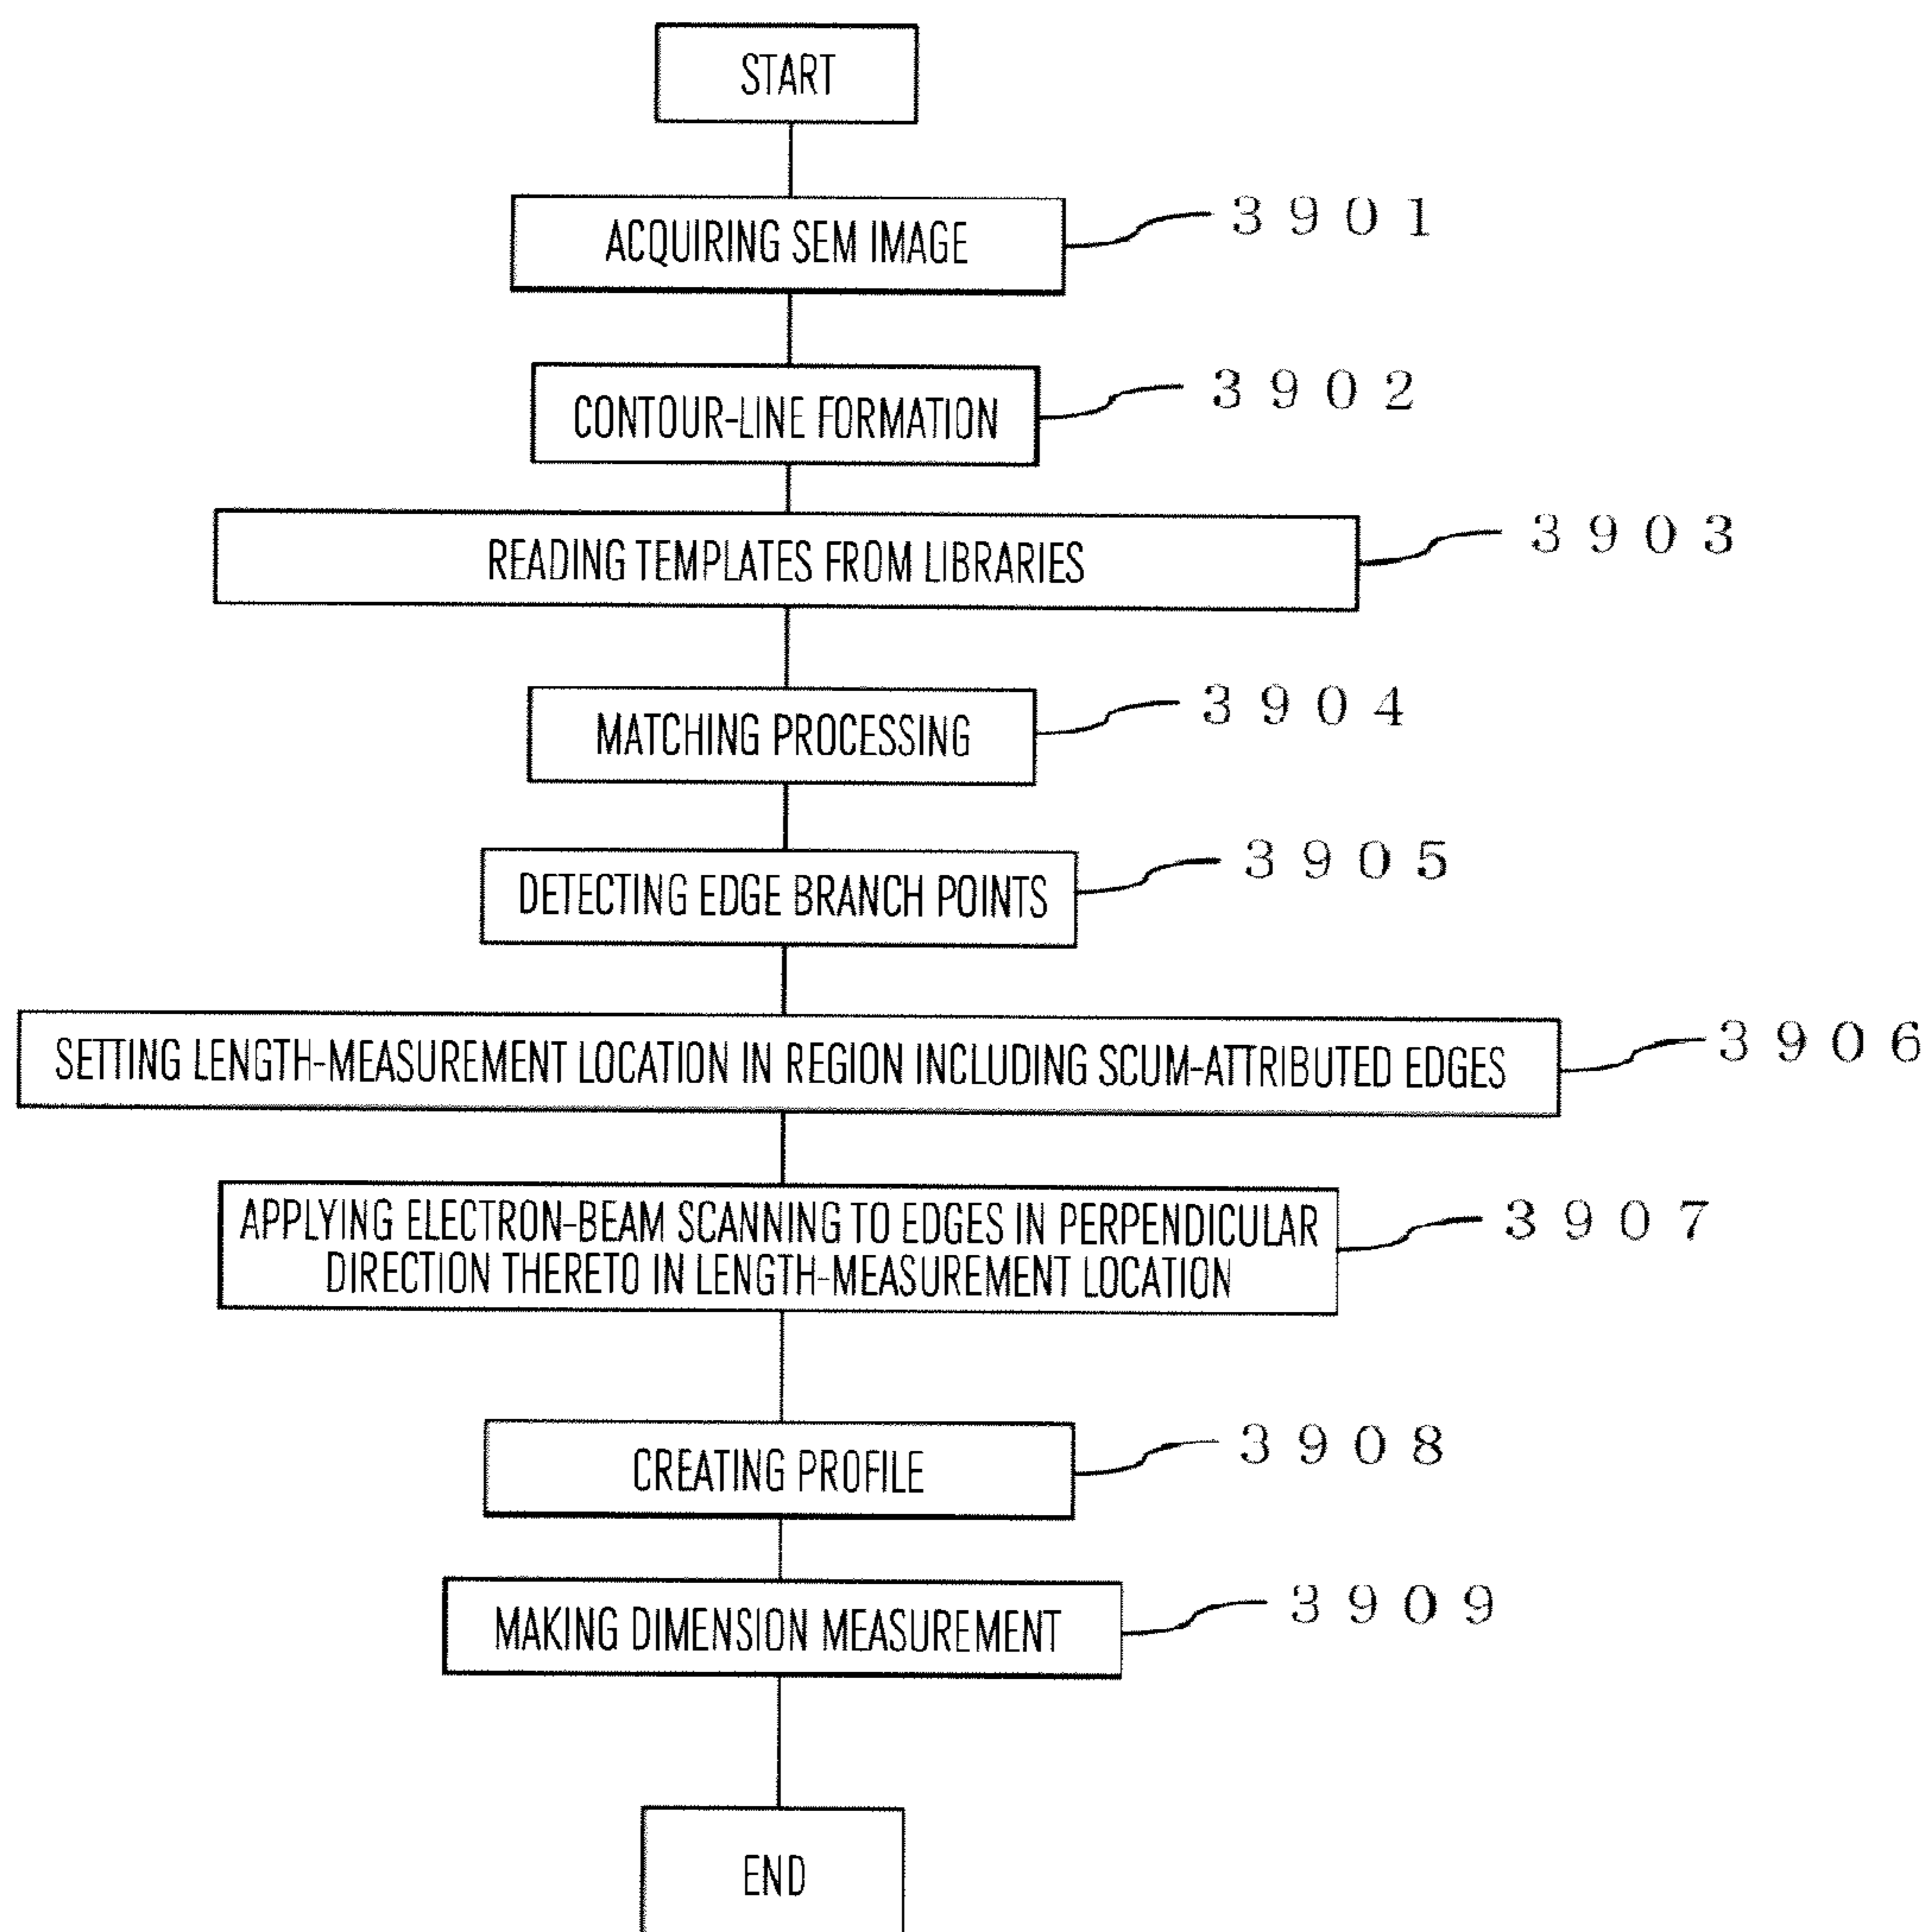 START
ACQUIRING SEM IMAGE
3901
CONTOUR-LINE FORMATION
3902
READING TEMPLATES FROM LIBRARIES
3903
MATCHING PROCESSING
3904
DETECTING EDGE BRANCH POINTS
3905
SETTING LENGTH-MEASUREMENT LOCATION IN REGION INCLUDING SCUM-ATTRIBUTED EDGES
3906
APPLYING ELECTRON-BEAM SCANNING TO EDGES IN PERPENDICULAR
DIRECTION THERETO IN LENGTH-MEASUREMENT LOCATION
3907
CREATING PROFILE
3908
MAKING DIMENSION MEASUREMENT
3909
END